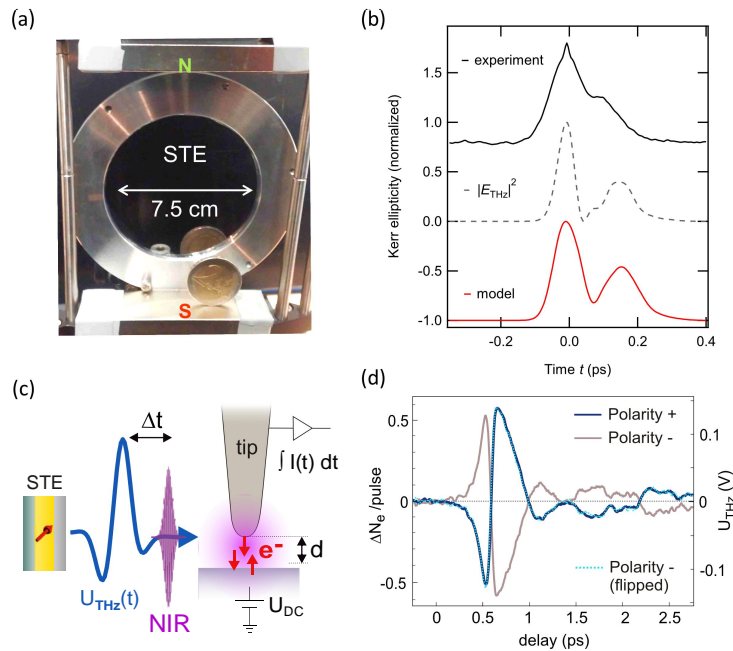 (a)
N
STE
7.5 cm
S
(b)
Kerr ellipticity (normalized)
1.5
1.0
0.5
0.0
-0.5
-1.0
experiment
|E_THz|²
model
-0.2
0.0
0.2
0.4
Time t (ps)
(c)
Δt
STE
tip
∫ I(t) dt
e⁻
d
U_THz(t)
NIR
U_DC
(d)
ΔN_e /pulse
0.5
0
-0.5
Polarity +
Polarity -
Polarity -
(flipped)
0.1
0
-0.1
U_THz (V)
0
0.5
1
1.5
2
2.5
delay (ps)